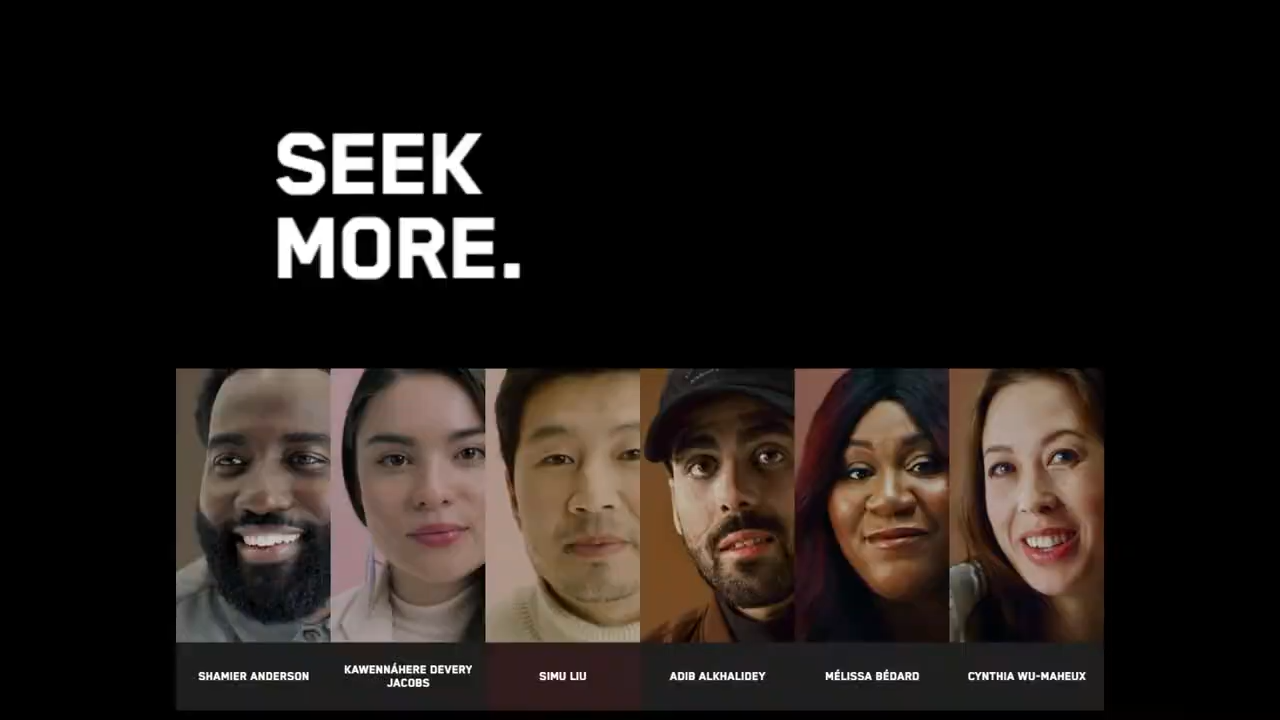 SEEK
MORE.
SHAMIER ANDERSON
KAWENNÁHERE DEVERY
JACOBS
SIMU LIU
ADIB ALKHALIDEY
MÉLISSA BÉDARD
CYNTHIA WU-MAHEUX